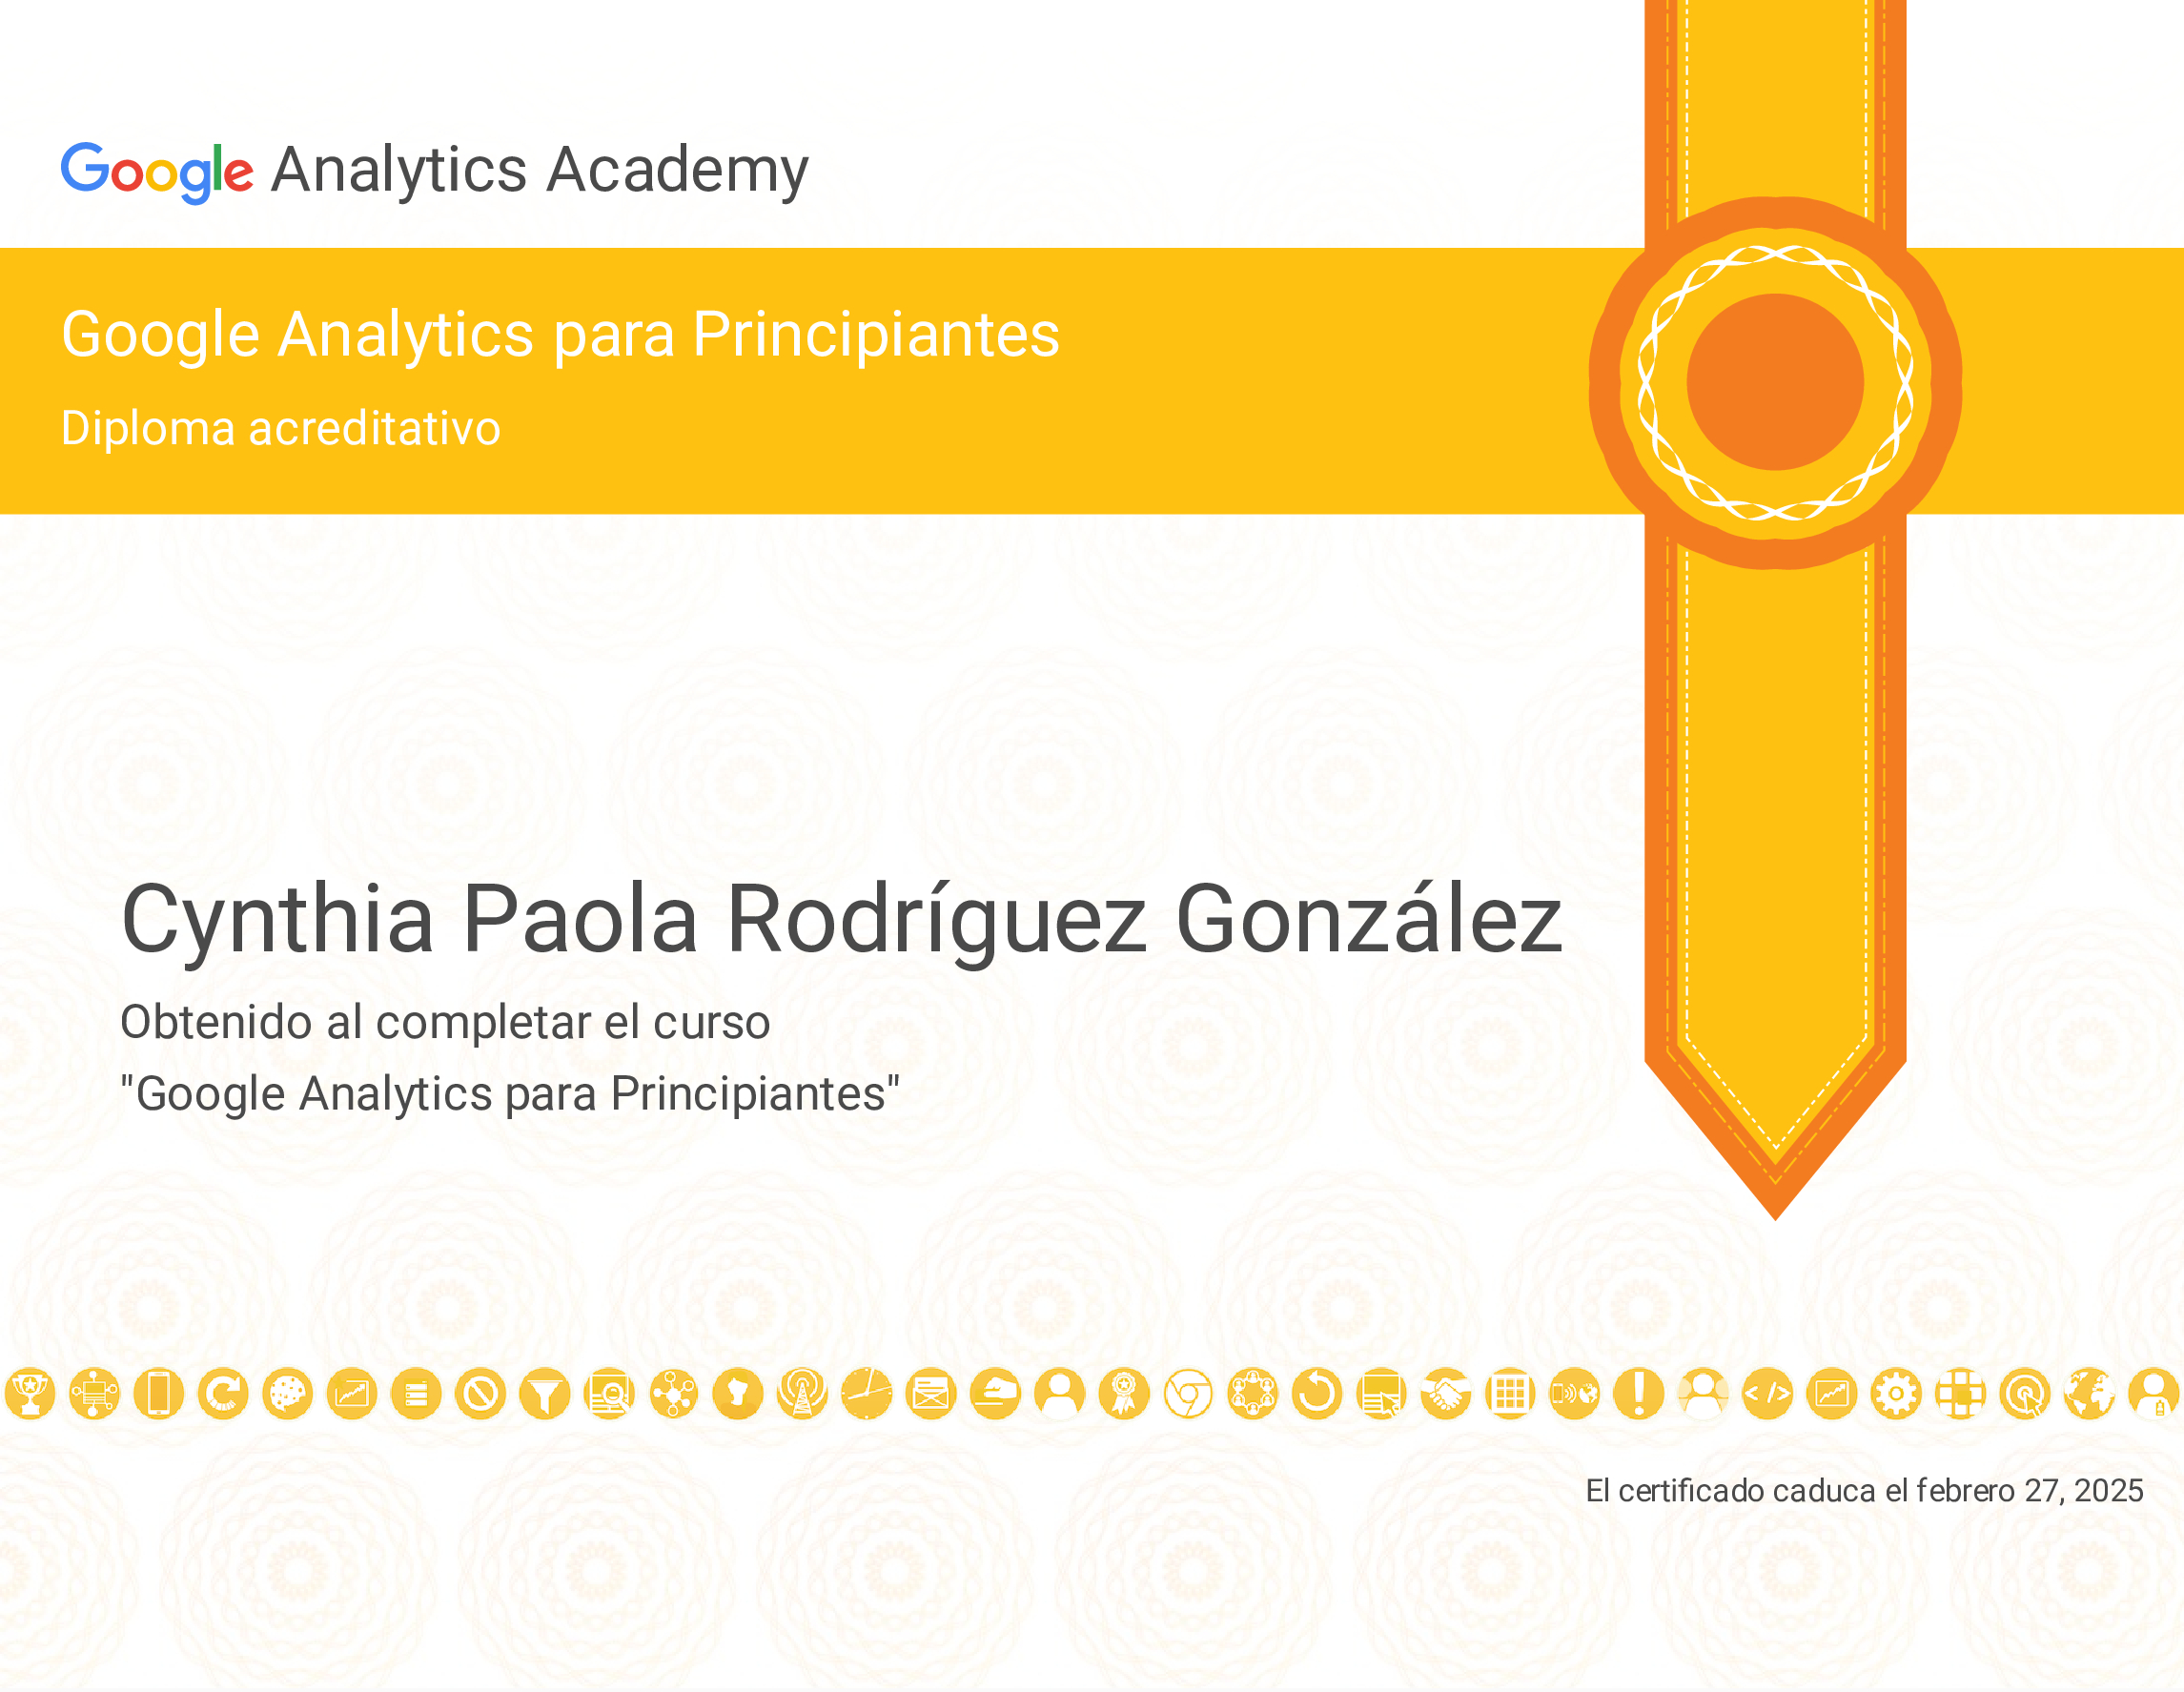 Google Analytics Academy
Google Analytics para Principiantes
Diploma acreditativo
Cynthia Paola Rodríguez González
Obtenido al completar el curso
"Google Analytics para Principiantes"
El certificado caduca el febrero 27, 2025